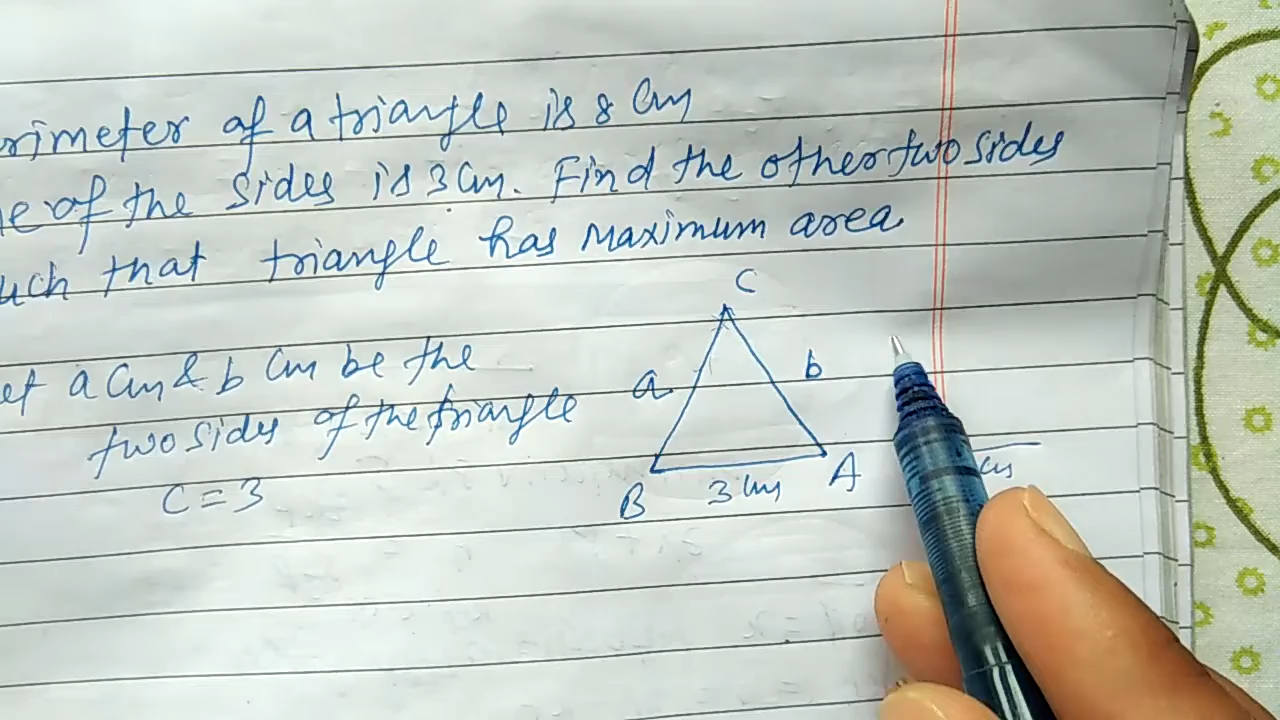 rimeter of a triangle is 8 Cm
e of the sides is 3 Cm. Find the other two sides
uch that triangle has Maximum area
C
et a Cm & b Cm be the
a
b
two sides of the triangle
C = 3
B
3 Cm
A